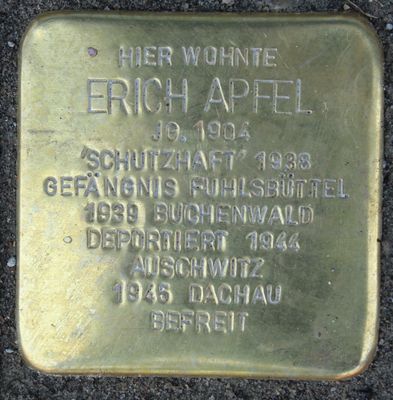 HIER WOHNTE
ERICH APFEL
JG. 1904
'SCHUTZHAFT' 1938
GEFÄNGNIS FUHLSBÜTTEL
1939 BUCHENWALD
DEPORTIERT 1944
AUSCHWITZ
1945 DACHAU
BEFREIT